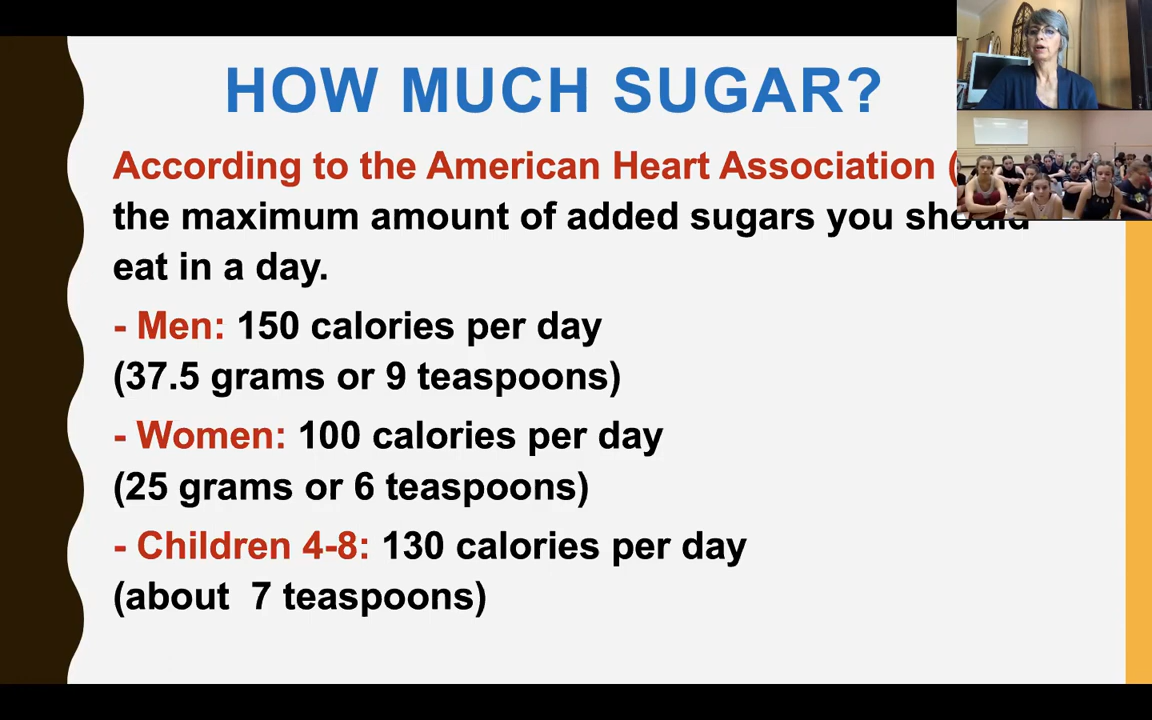 HOW MUCH SUGAR?
According to the American Heart Association (
the maximum amount of added sugars you should
eat in a day.
- Men: 150 calories per day
(37.5 grams or 9 teaspoons)
- Women: 100 calories per day
(25 grams or 6 teaspoons)
- Children 4-8: 130 calories per day
(about 7 teaspoons)